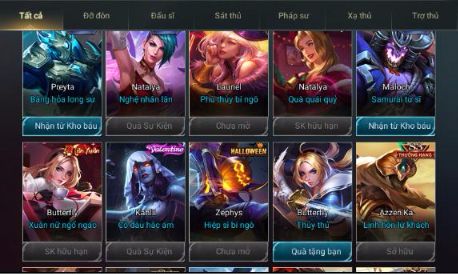 Tất cả
Đỡ đòn
Đấu sĩ
Sát thủ
Pháp sư
Xạ thủ
Trợ thủ
Preyta
Natalya
Lauriel
Natalya
Maloch
Băng hỏa long sư
Nghệ nhân lân
Phù thủy bí ngô
Quà quái quỷ
Samurai tử sĩ
Nhận từ Kho báu
Quà Sự Kiện
Chưa mở
SK hữu hạn
Nhận từ Kho báu
Tân Xuân
Valentine
HALLOWEEN
THƯỢNG HẠNG
Butterfly
Kahlii
Zephys
Butterfly
Azzen'Ka
Xuân nữ ngổ ngáo
Cô dâu hắc ám
Hiệp sĩ bí ngô
Thủy thủ
Linh hồn lữ khách
SK hữu hạn
Quà Sự Kiện
Chưa mở
Quà tặng bạn
Sở hữu